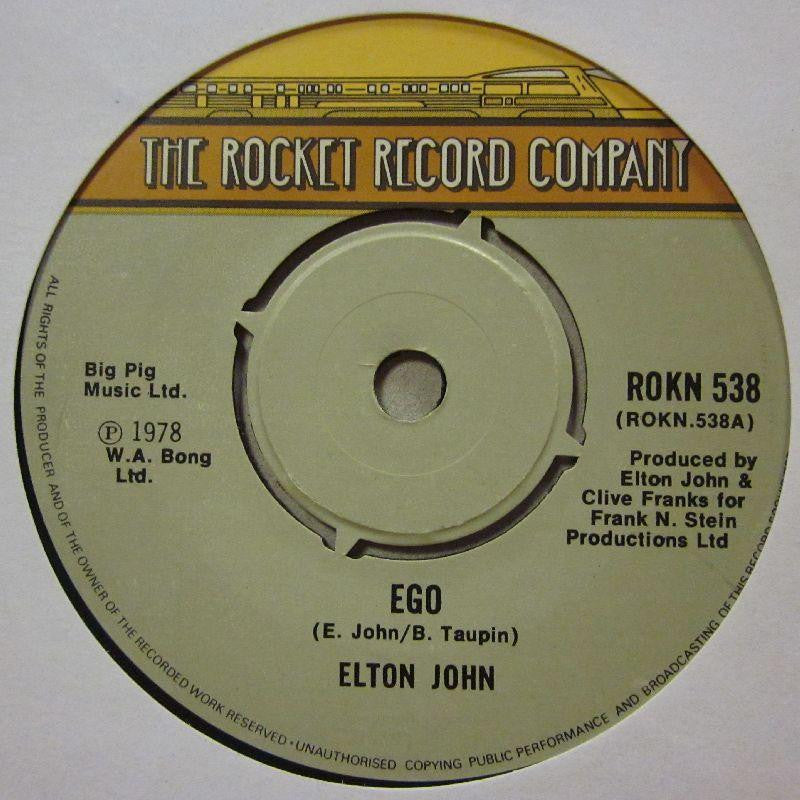 THE ROCKET RECORD COMPANY
Big Pig
Music Ltd.
Ⓟ 1978
W.A. Bong
Ltd.
ROKN 538
(ROKN.538A)
Produced by
Elton John &
Clive Franks for
Frank N. Stein
Productions Ltd
EGO
(E. John/B. Taupin)
ELTON JOHN
ALL RIGHTS OF THE PRODUCER AND OF THE OWNER OF THE RECORDED WORK RESERVED · UNAUTHORISED COPYING PUBLIC PERFORMANCE AND BROADCASTING OF THIS RECORD